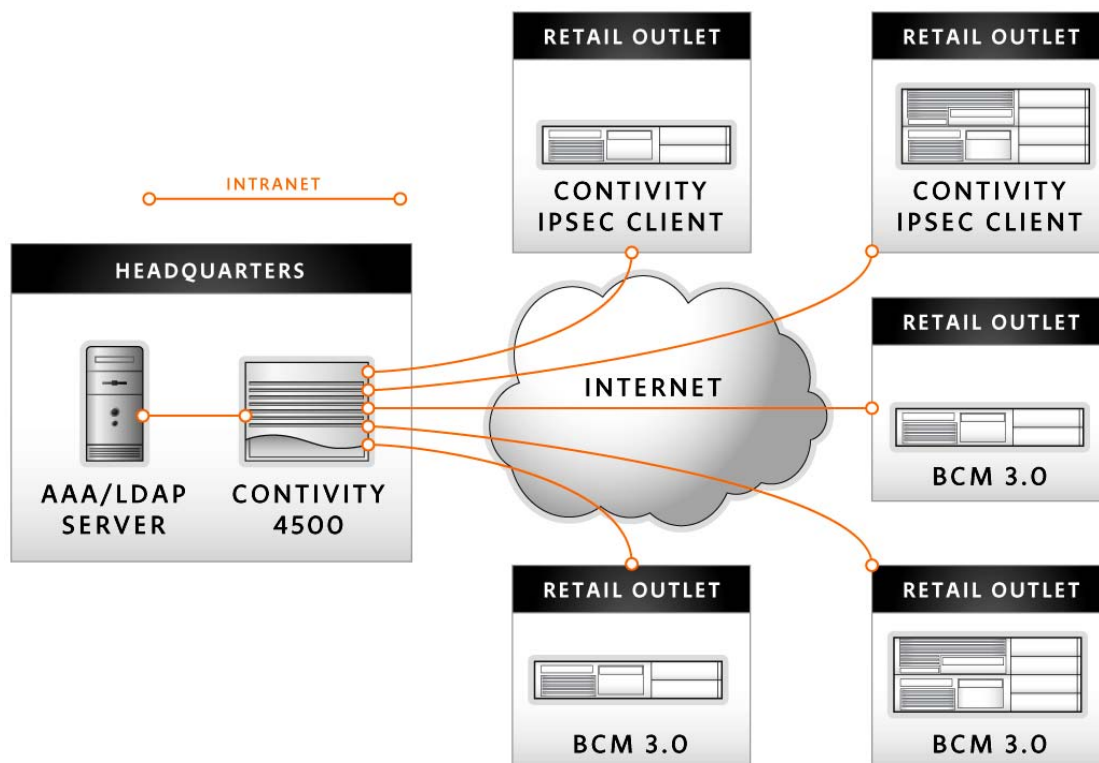 RETAIL OUTLET
CONTIVITY
IPSEC CLIENT
RETAIL OUTLET
CONTIVITY
IPSEC CLIENT
INTRANET
HEADQUARTERS
AAA/LDAP
SERVER
CONTIVITY
4500
INTERNET
RETAIL OUTLET
BCM 3.0
RETAIL OUTLET
BCM 3.0
RETAIL OUTLET
BCM 3.0